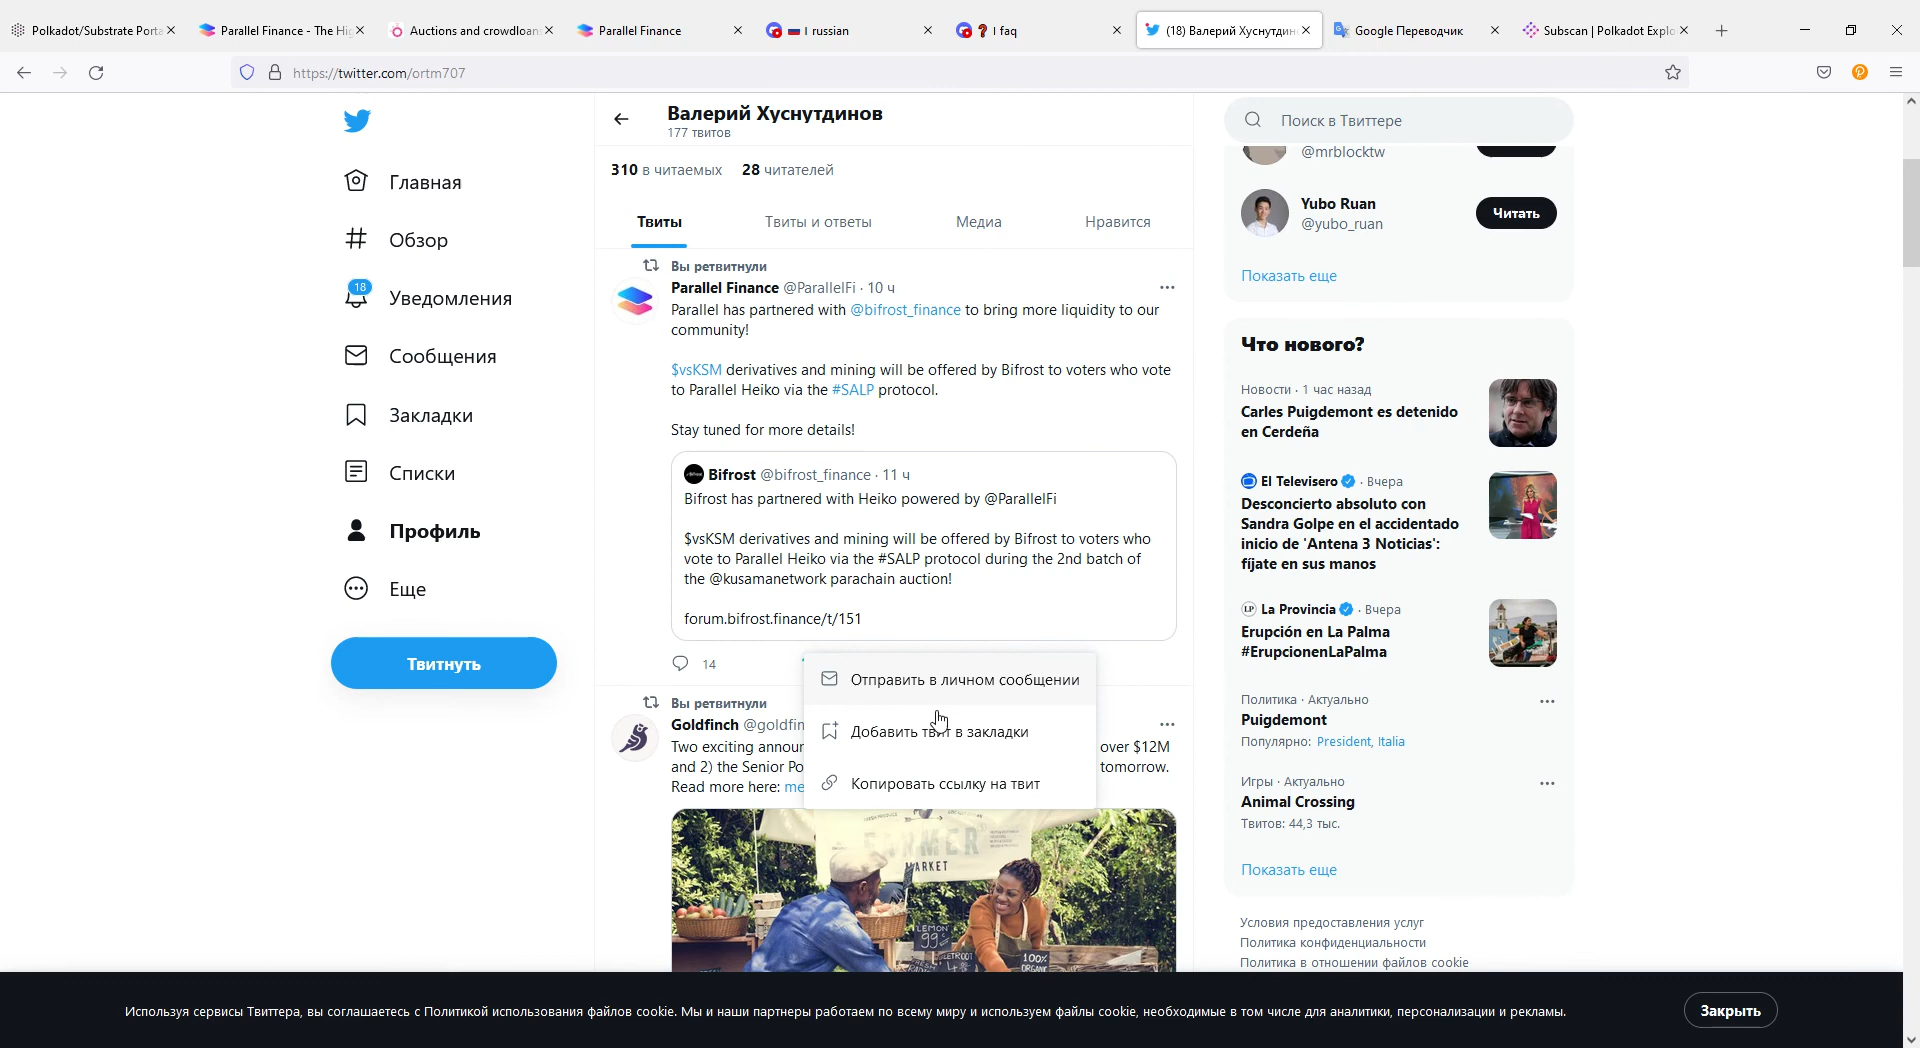 Polkadot/Substrate Porta
Parallel Finance - The Hig
Auctions and crowdloans
Parallel Finance
I russian
I faq
(18) Валерий Хуснутдин
Google Переводчик
Subscan | Polkadot Explo
https://twitter.com/ortm707
Валерий Хуснутдинов
177 твитов
310 в читаемых 28 читателей
Твиты
Твиты и ответы
Медиа
Нравится
Главная
Обзор
18
Уведомления
Сообщения
Закладки
Списки
Профиль
Еще
Твитнуть
Вы ретвитнули
Parallel Finance @ParallelFi · 10 ч
Parallel has partnered with @bifrost_finance to bring more liquidity to our
community!
$vsKSM derivatives and mining will be offered by Bifrost to voters who vote
to Parallel Heiko via the #SALP protocol.
Stay tuned for more details!
Bifrost @bifrost_finance · 11 ч
Bifrost has partnered with Heiko powered by @ParallelFi
$vsKSM derivatives and mining will be offered by Bifrost to voters who
vote to Parallel Heiko via the #SALP protocol during the 2nd batch of
the @kusamanetwork parachain auction!
forum.bifrost.finance/t/151
14
Отправить в личном сообщении
Добавить твит в закладки
Копировать ссылку на твит
Вы ретвитнули
Goldfinch @goldfin
Two exciting annour over $12M
and 2) the Senior Po tomorrow.
Read more here: me
FARMER
MARKET
LEMON
99¢
100%
ORGANIC
Поиск в Твиттере
@mrblocktw
Yubo Ruan
@yubo_ruan
Читать
Показать еще
Что нового?
Новости · 1 час назад
Carles Puigdemont es detenido
en Cerdeña
El Televisero · Вчера
Desconcierto absoluto con
Sandra Golpe en el accidentado
inicio de 'Antena 3 Noticias':
fíjate en sus manos
LP La Provincia · Вчера
Erupción en La Palma
#ErupcionenLaPalma
Политика · Актуально
Puigdemont
Популярно: President, Italia
Игры · Актуально
Animal Crossing
Твитов: 44,3 тыс.
Показать еще
Условия предоставления услуг
Политика конфиденциальности
Политика в отношении файлов cookie
Используя сервисы Твиттера, вы соглашаетесь с Политикой использования файлов cookie. Мы и наши партнеры работаем по всему миру и используем файлы cookie, необходимые в том числе для аналитики, персонализации и рекламы.
Закрыть